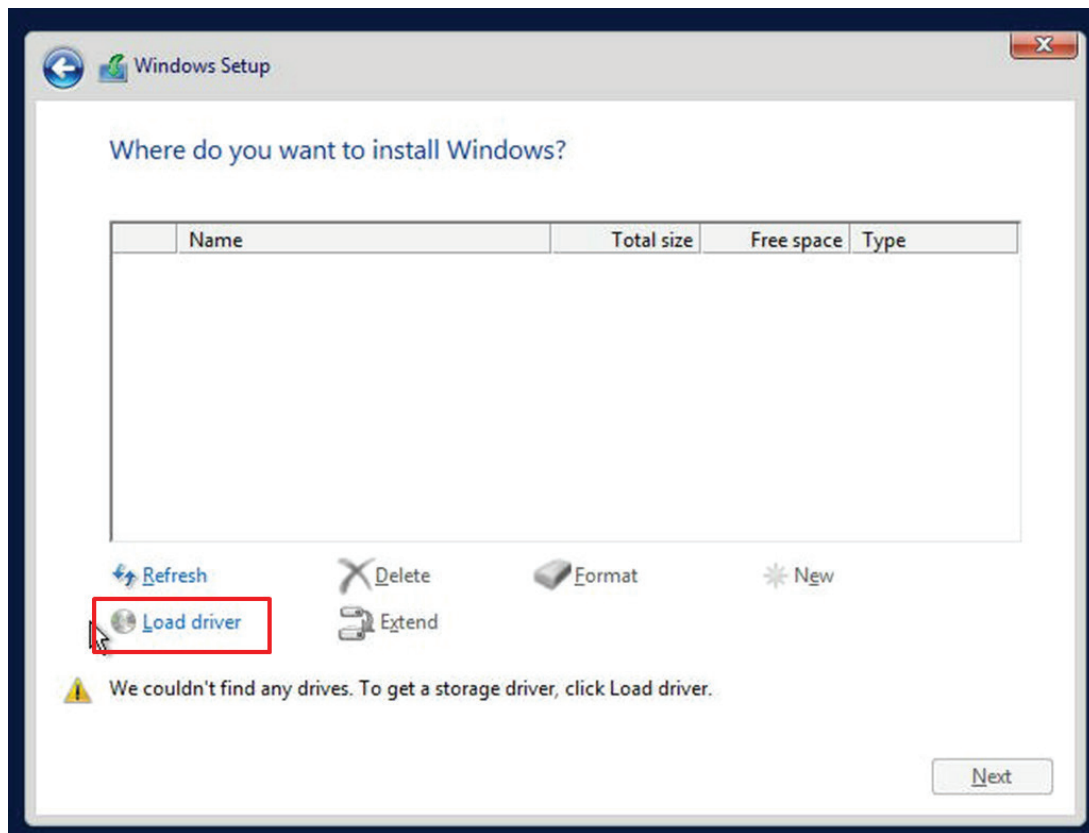 Windows Setup
Where do you want to install Windows?
Name Total size Free space Type
Refresh Delete Format New
Load driver Extend
We couldn't find any drives. To get a storage driver, click Load driver.
Next